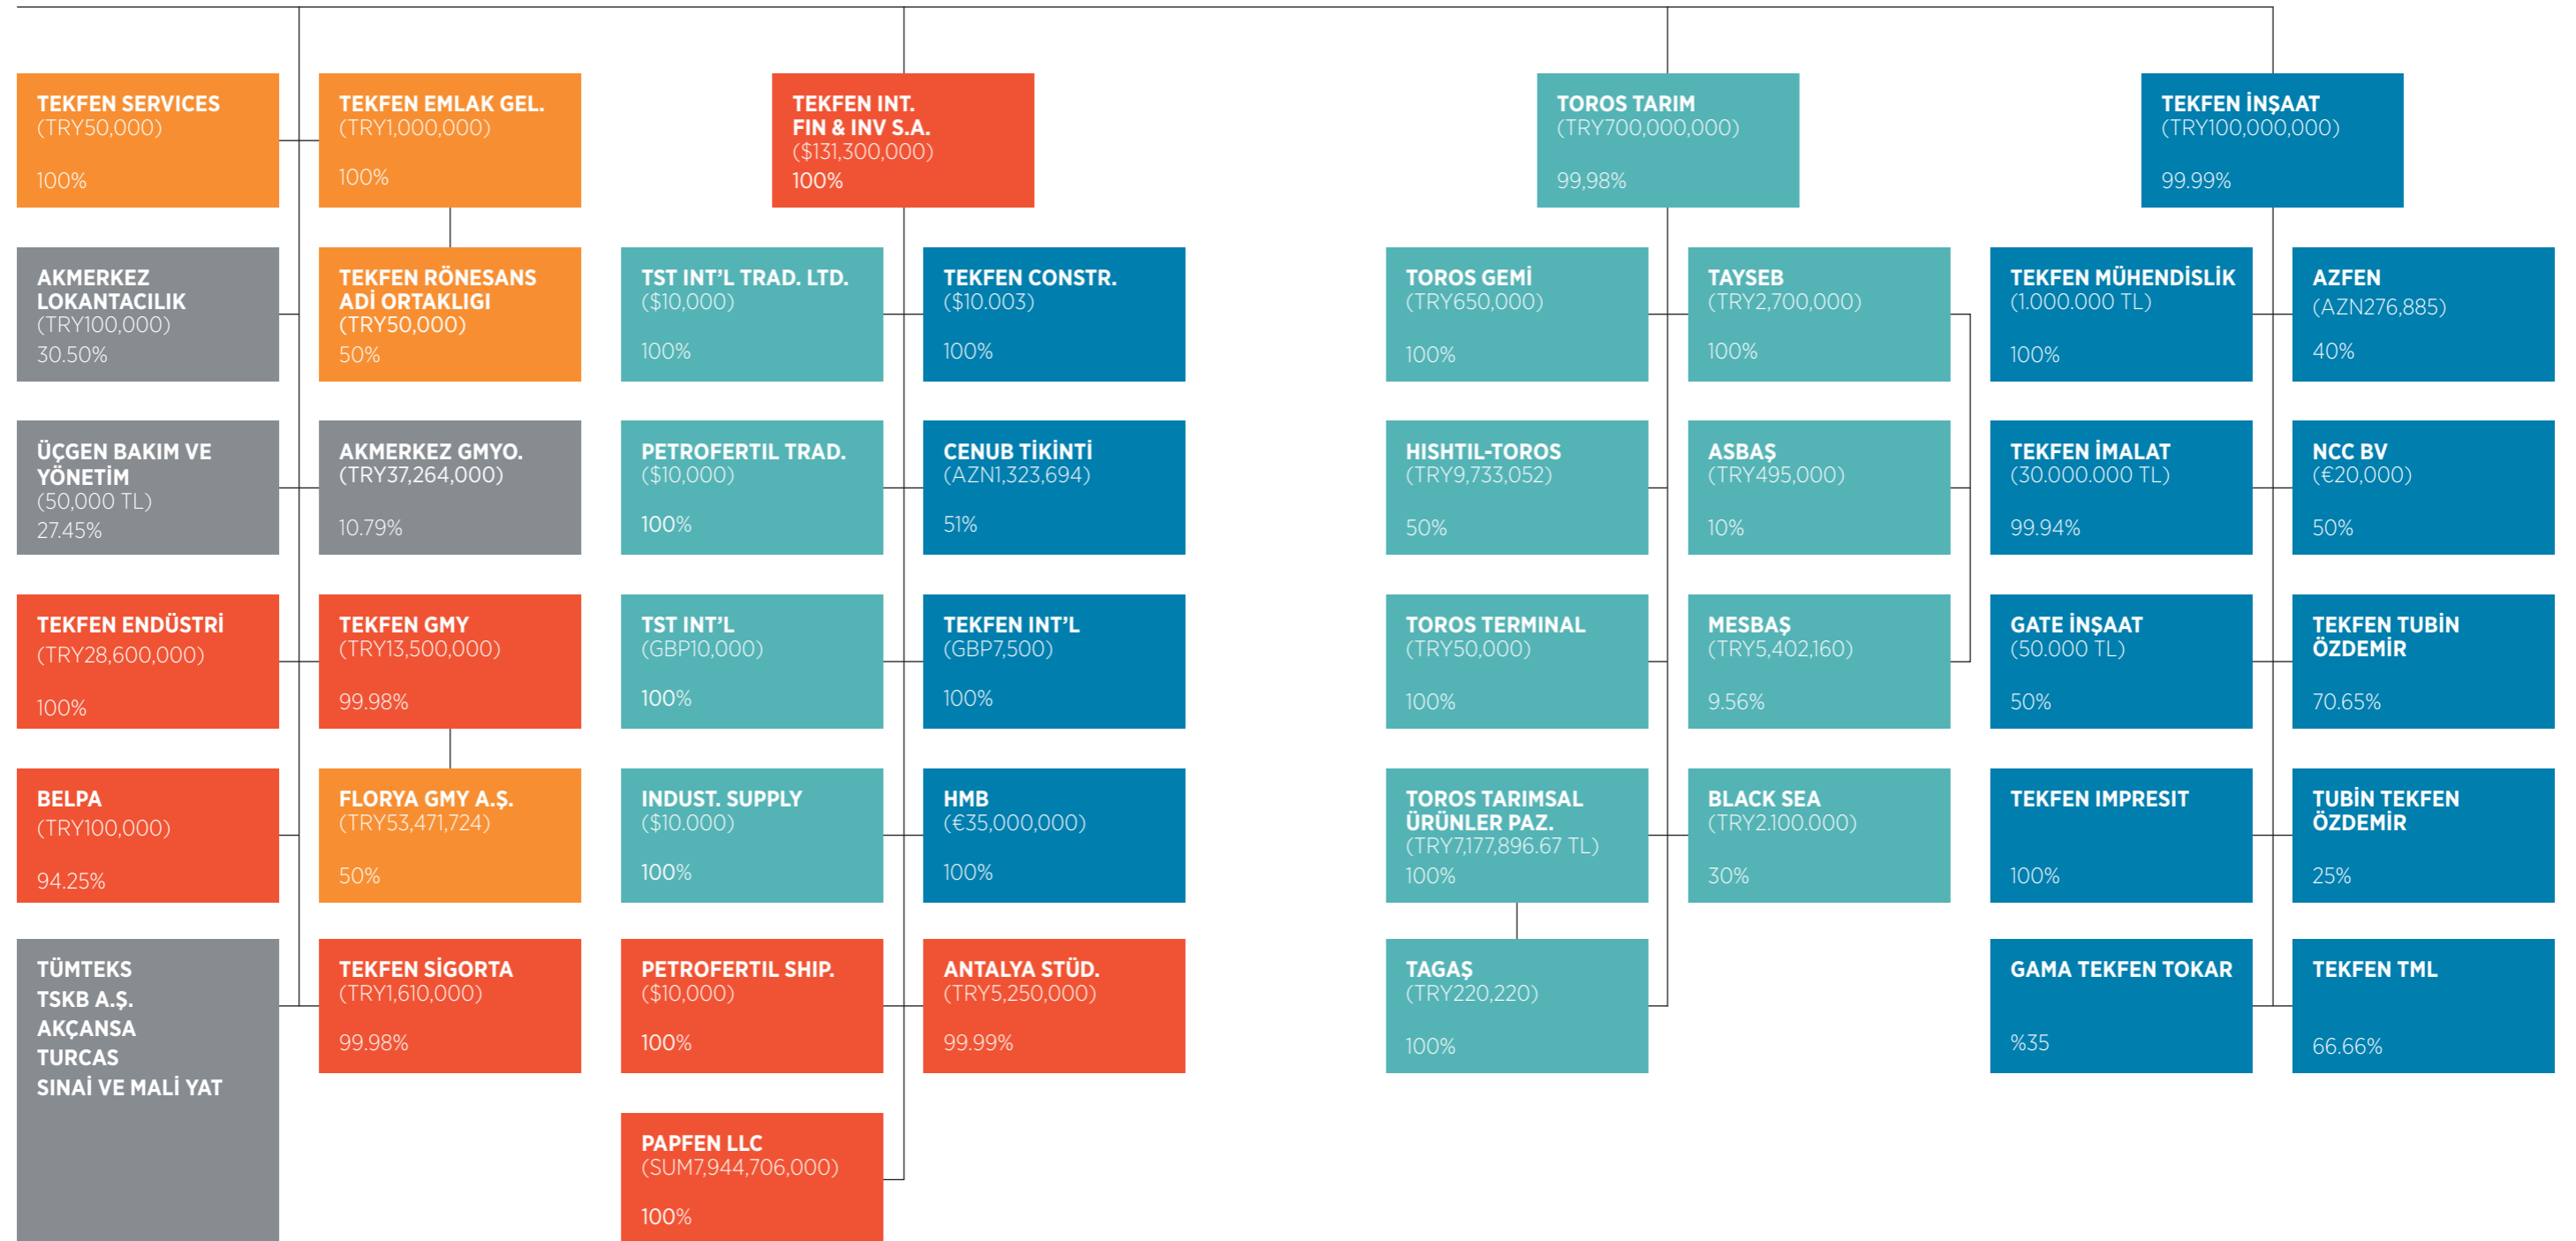 TEKFEN SERVICES
(TRY50,000)
100%
TEKFEN EMLAK GEL.
(TRY1,000,000)
100%
TEKFEN INT.
FIN & INV S.A.
($131,300,000)
100%
TOROS TARIM
(TRY700,000,000)
99,98%
TEKFEN İNŞAAT
(TRY100,000,000)
99.99%
AKMERKEZ
LOKANTACILIK
(TRY100,000)
30.50%
TEKFEN RÖNESANS
ADİ ORTAKLIGI
(TRY50,000)
50%
TST INT’L TRAD. LTD.
($10,000)
100%
TEKFEN CONSTR.
($10.003)
100%
TOROS GEMİ
(TRY650,000)
100%
TAYSEB
(TRY2,700,000)
100%
TEKFEN MÜHENDİSLİK
(1.000.000 TL)
100%
AZFEN
(AZN276,885)
40%
ÜÇGEN BAKIM VE
YÖNETİM
(50,000 TL)
27.45%
AKMERKEZ GMYO.
(TRY37,264,000)
10.79%
PETROFERTIL TRAD.
($10,000)
100%
CENUB TİKİNTİ
(AZN1,323,694)
51%
HISHTIL-TOROS
(TRY9,733,052)
50%
ASBAŞ
(TRY495,000)
10%
TEKFEN İMALAT
(30.000.000 TL)
99.94%
NCC BV
(€20,000)
50%
TEKFEN ENDÜSTRİ
(TRY28,600,000)
100%
TEKFEN GMY
(TRY13,500,000)
99.98%
TST INT’L
(GBP10,000)
100%
TEKFEN INT’L
(GBP7,500)
100%
TOROS TERMINAL
(TRY50,000)
100%
MESBAŞ
(TRY5,402,160)
9.56%
GATE İNŞAAT
(50.000 TL)
50%
TEKFEN TUBİN
ÖZDEMİR
70.65%
BELPA
(TRY100,000)
94.25%
FLORYA GMY A.Ş.
(TRY53,471,724)
50%
INDUST. SUPPLY
($10.000)
100%
HMB
(€35,000,000)
100%
TOROS TARIMSAL
ÜRÜNLER PAZ.
(TRY7,177,896.67 TL)
100%
BLACK SEA
(TRY2.100.000)
30%
TEKFEN IMPRESIT
100%
TUBİN TEKFEN
ÖZDEMİR
25%
TÜMTEKS
TSKB A.Ş.
AKÇANSA
TURCAS
SINAİ VE MALİ YAT
TEKFEN SİGORTA
(TRY1,610,000)
99.98%
PETROFERTIL SHIP.
($10,000)
100%
ANTALYA STÜD.
(TRY5,250,000)
99.99%
TAGAŞ
(TRY220,220)
100%
GAMA TEKFEN TOKAR
%35
TEKFEN TML
66.66%
PAPFEN LLC
(SUM7,944,706,000)
100%